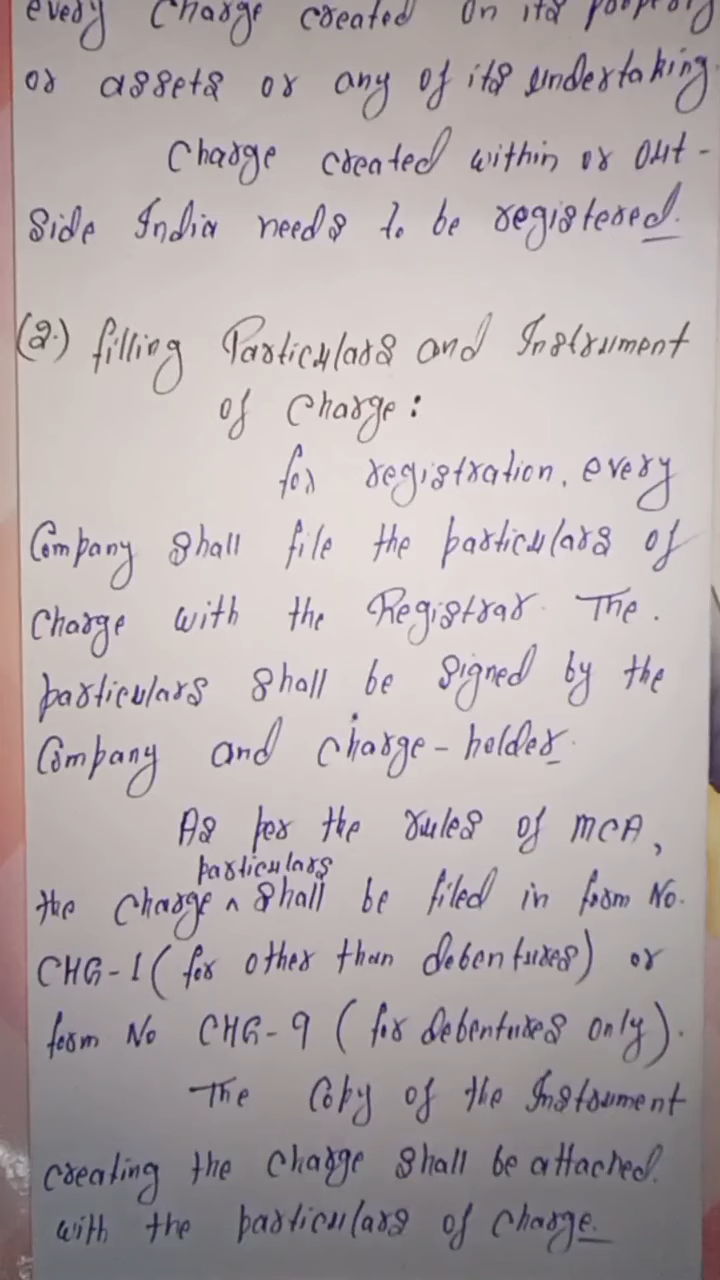 every Charge created on its property
or assets or any of its undertaking.
Charge created within or out-
side India needs to be registered.
(2.) filling Particulars and Instrument
of Charge:
for registration, every
Company shall file the particulars of
Charge with the Registrar. The.
particulars shall be signed by the
Company and charge-holder.
As per the rules of MCA,
particulars
the Charge ^ shall be filed in form No.
CHG-1 (for other than debentures) or
form No CHG-9 (for debentures only).
The Copy of the Instrument
creating the Charge shall be attached.
with the particulars of Charge.